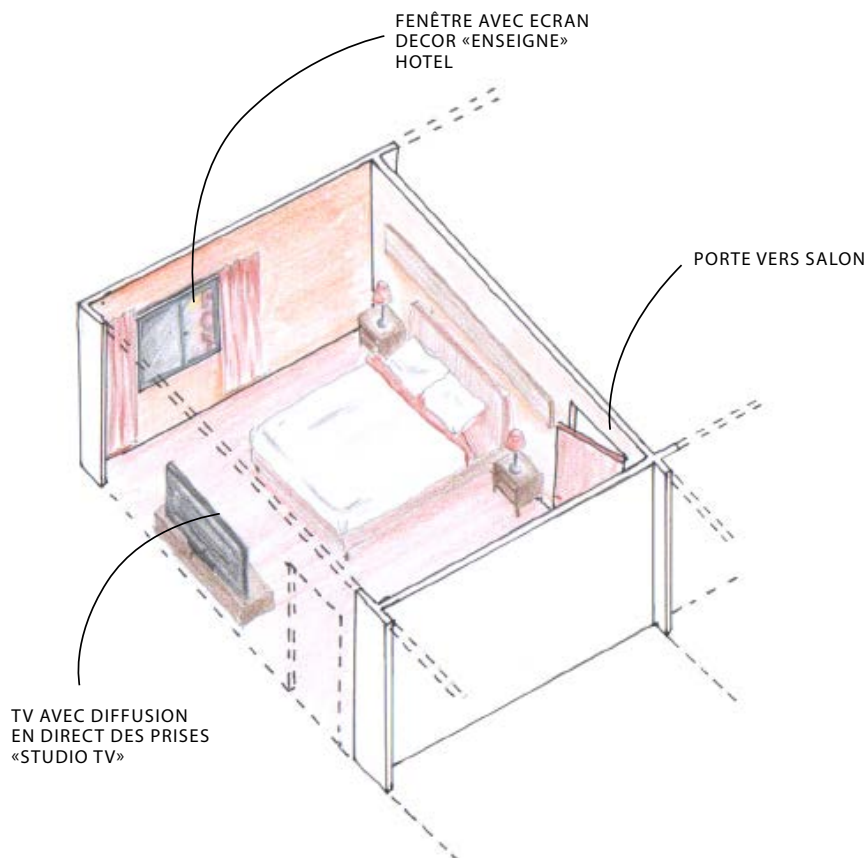 FENÊTRE AVEC ECRAN
DECOR «ENSEIGNE»
HOTEL
PORTE VERS SALON
TV AVEC DIFFUSION
EN DIRECT DES PRISES
«STUDIO TV»